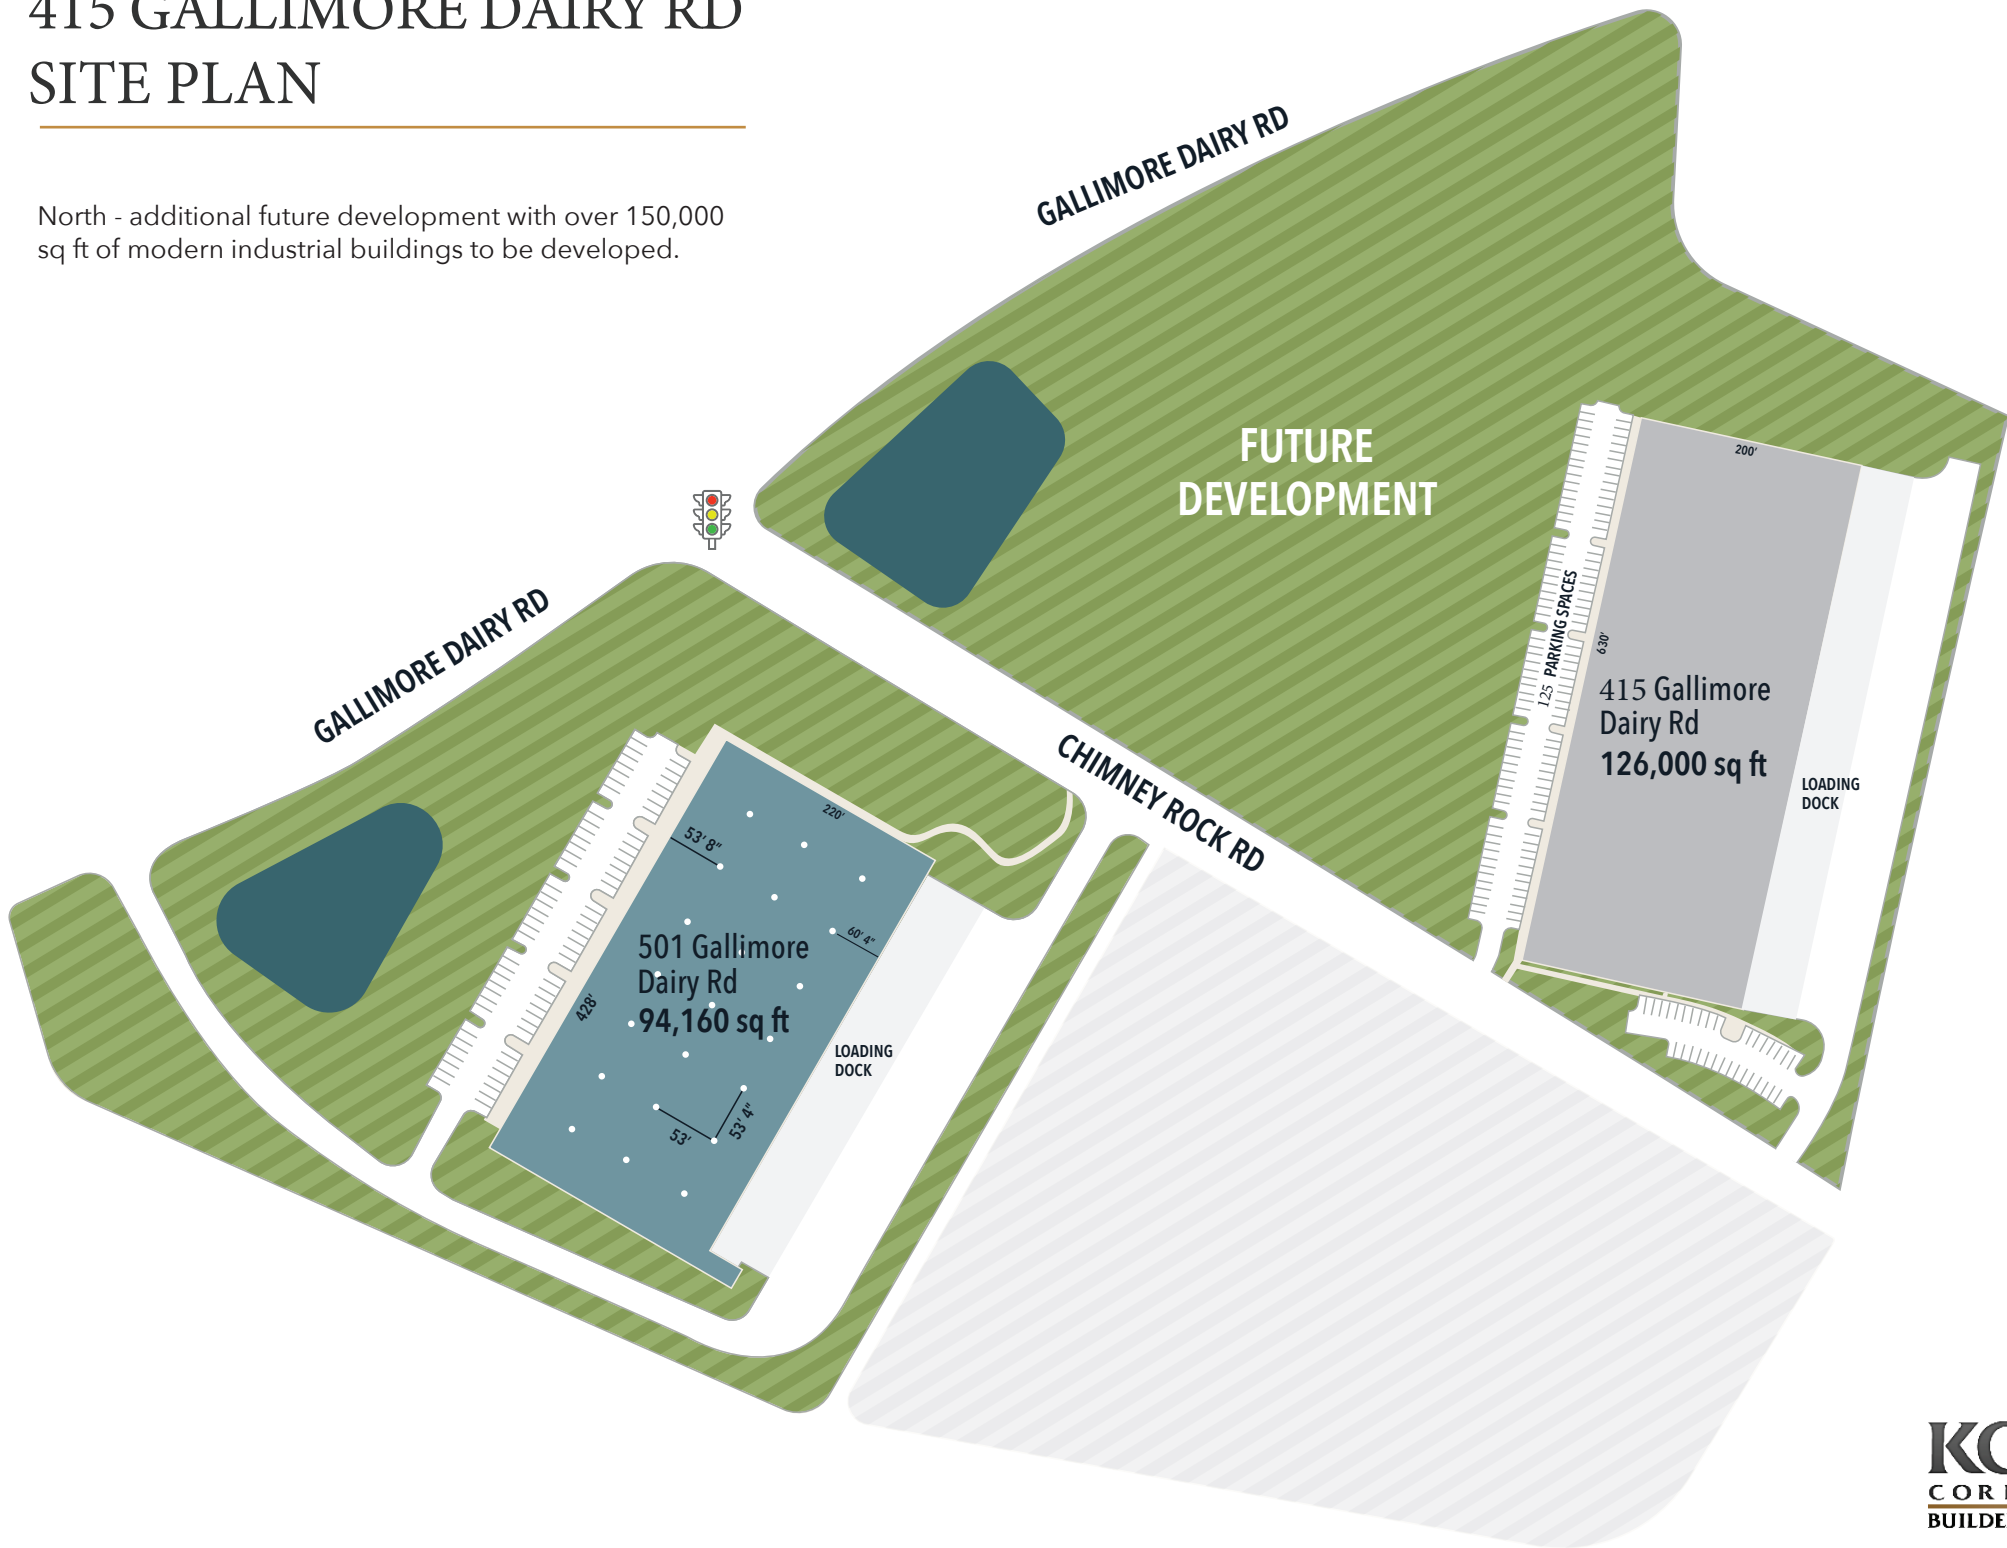 415 GALLIMORE DAIRY RD
SITE PLAN
North - additional future development with over 150,000
sq ft of modern industrial buildings to be developed.
GALLIMORE DAIRY RD
FUTURE
DEVELOPMENT
200'
125 PARKING SPACES
630'
415 Gallimore
Dairy Rd
126,000 sq ft
LOADING
DOCK
GALLIMORE DAIRY RD
CHIMNEY ROCK RD
220'
53' 8"
60' 4"
501 Gallimore
Dairy Rd
94,160 sq ft
428'
LOADING
DOCK
53'
53' 4"
BUILDE